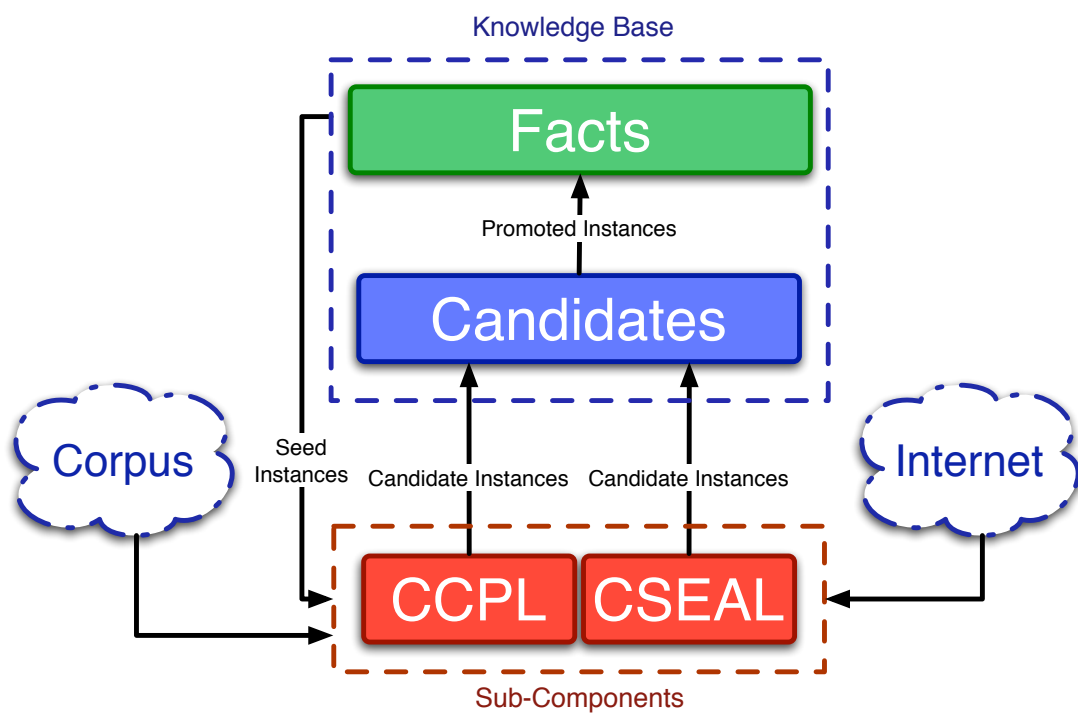 Knowledge Base
Facts
Promoted Instances
Candidates
Corpus
Seed
Instances
Candidate Instances
Candidate Instances
Internet
CCPL
CSEAL
Sub-Components